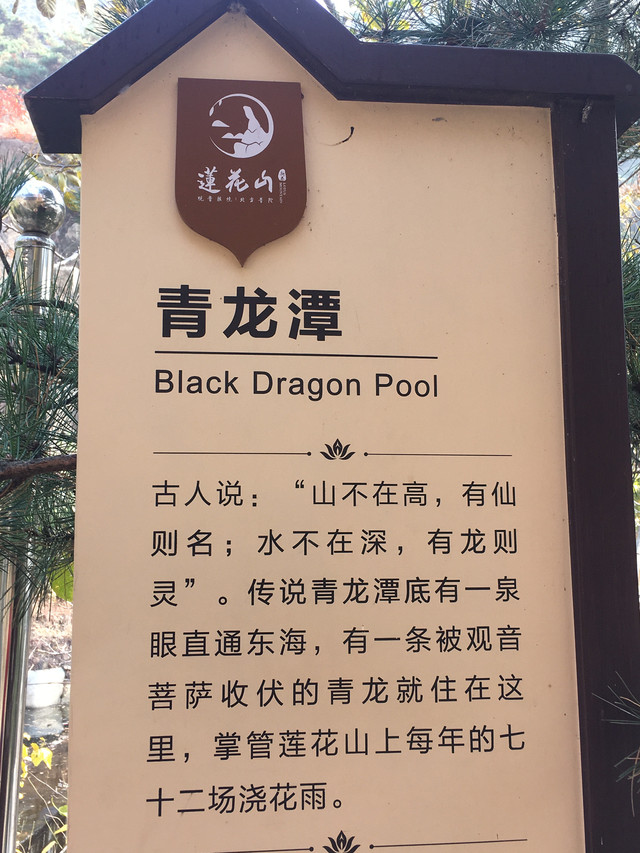 蓮花山
青龙潭
Black Dragon Pool
古人说：“山不在高，有仙
则名；水不在深，有龙则
灵”。传说青龙潭底有一泉
眼直通东海，有一条被观音
菩萨收伏的青龙就住在这
里，掌管莲花山上每年的七
十二场浇花雨。